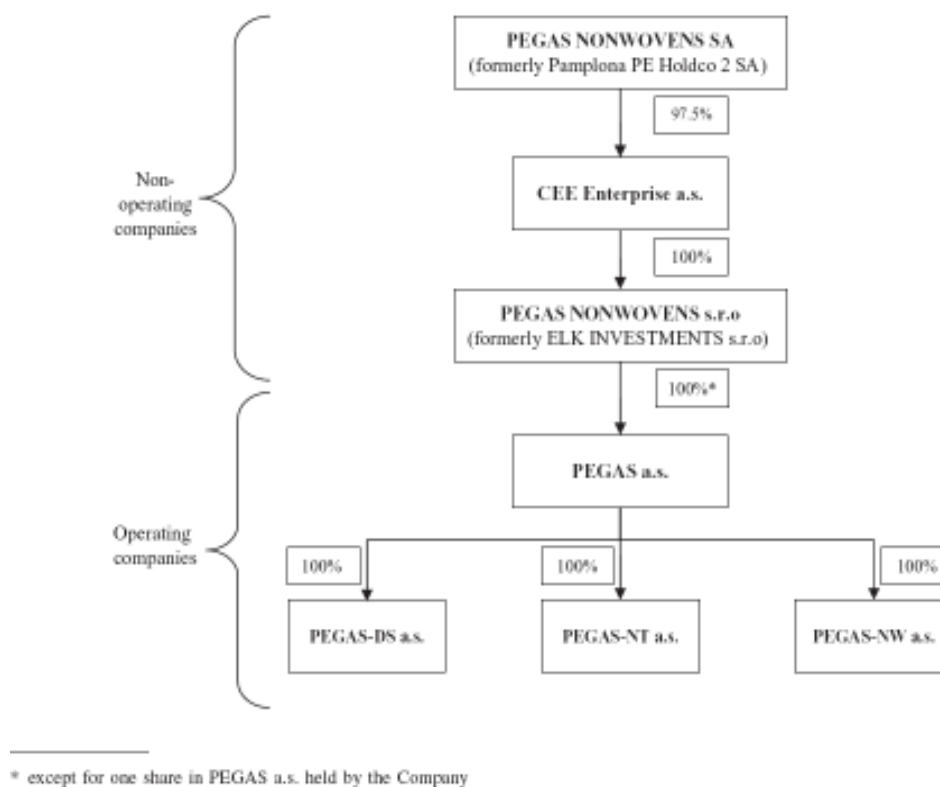 PEGAS NONWOVENS SA
(formerly Pamplona PE Holdco 2 SA)
97.5%
CEE Enterprise a.s.
100%
PEGAS NONWOVENS s.r.o
(formerly ELK INVESTMENTS s.r.o)
100%*
Non-
operating
companies
PEGAS a.s.
Operating
companies
100%
100%
100%
PEGAS-DS a.s.
PEGAS-NT a.s.
PEGAS-NW a.s.
* except for one share in PEGAS a.s. held by the Company